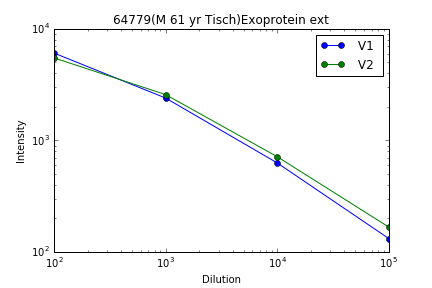 64779(M 61 yr Tisch)Exoprotein ext
10^4
10^3
10^2
Intensity
V1
V2
10^2 10^3 10^4 10^5
Dilution